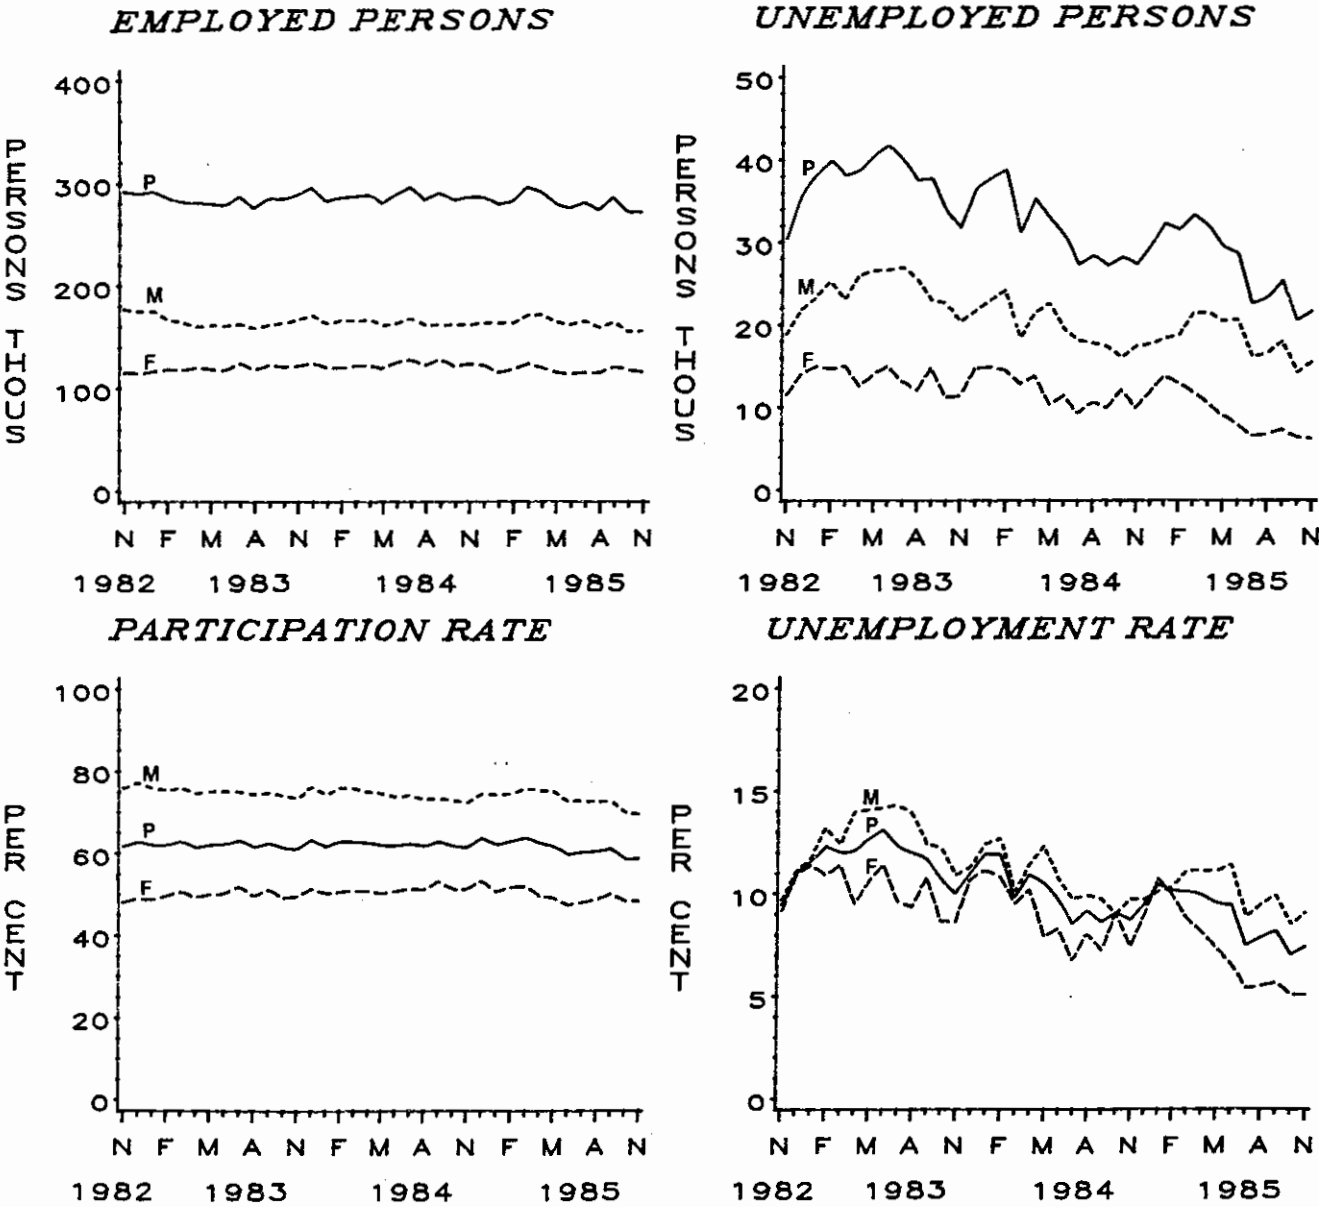 EMPLOYED PERSONS
PERSONS THOUS
400
300
200
100
0
P
M
F
N F M A N F M A N F M A N
1982 1983 1984 1985
UNEMPLOYED PERSONS
PERSONS THOUS
50
40
30
20
10
0
P
M
F
N F M A N F M A N F M A N
1982 1983 1984 1985
PARTICIPATION RATE
PER CENT
100
80
60
40
20
0
M
P
F
N F M A N F M A N F M A N
1982 1983 1984 1985
UNEMPLOYMENT RATE
PER CENT
20
15
10
5
0
M
P
F
N F M A N F M A N F M A N
1982 1983 1984 1985